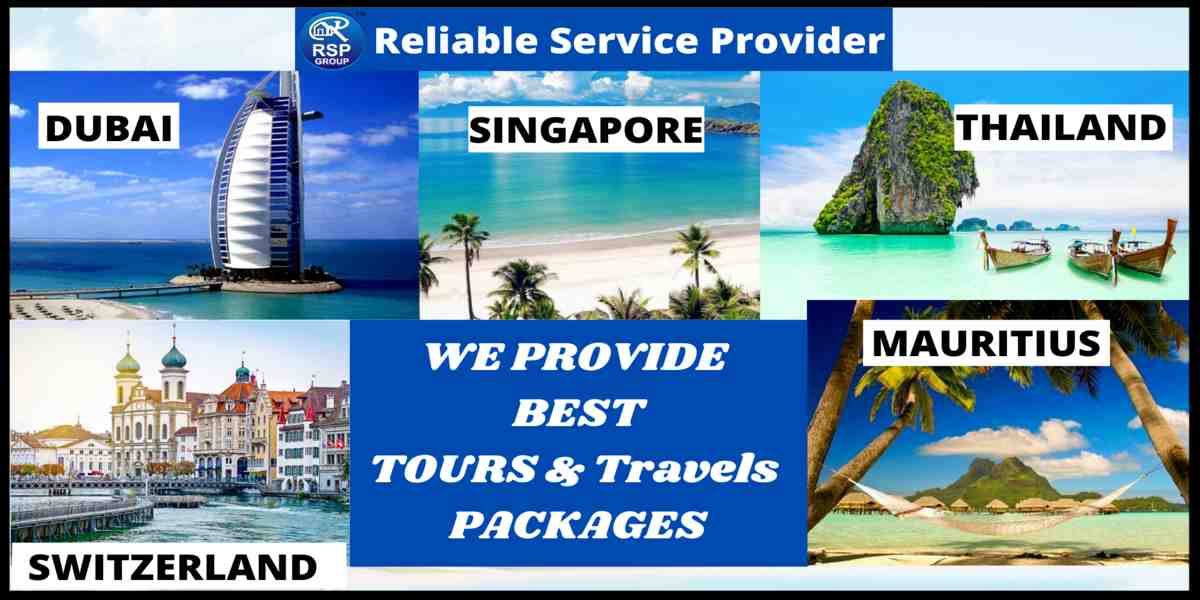 RSP
GROUP
Reliable Service Provider
DUBAI
SINGAPORE
THAILAND
MAURITIUS
WE PROVIDE
BEST
TOURS & Travels
PACKAGES
SWITZERLAND